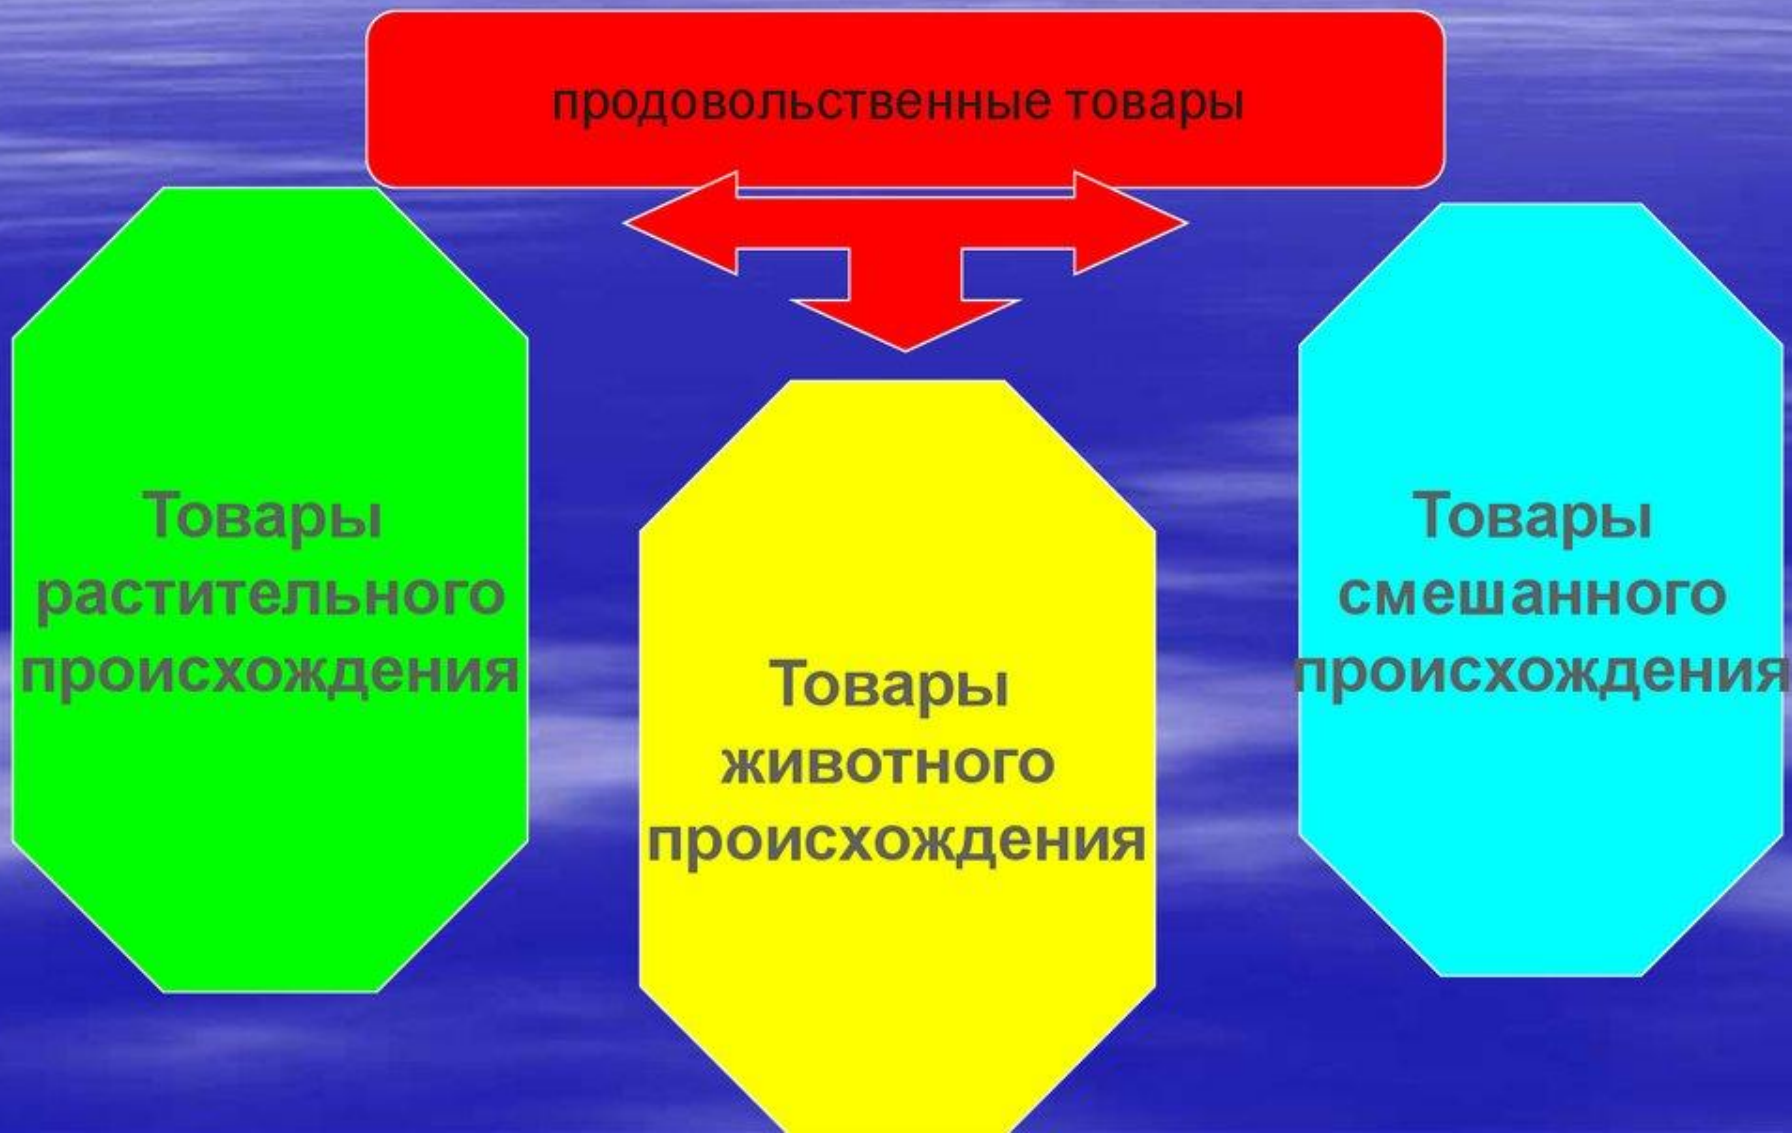 продовольственные товары
Товары
растительного
происхождения
Товары
животного
происхождения
Товары
смешанного
происхождения